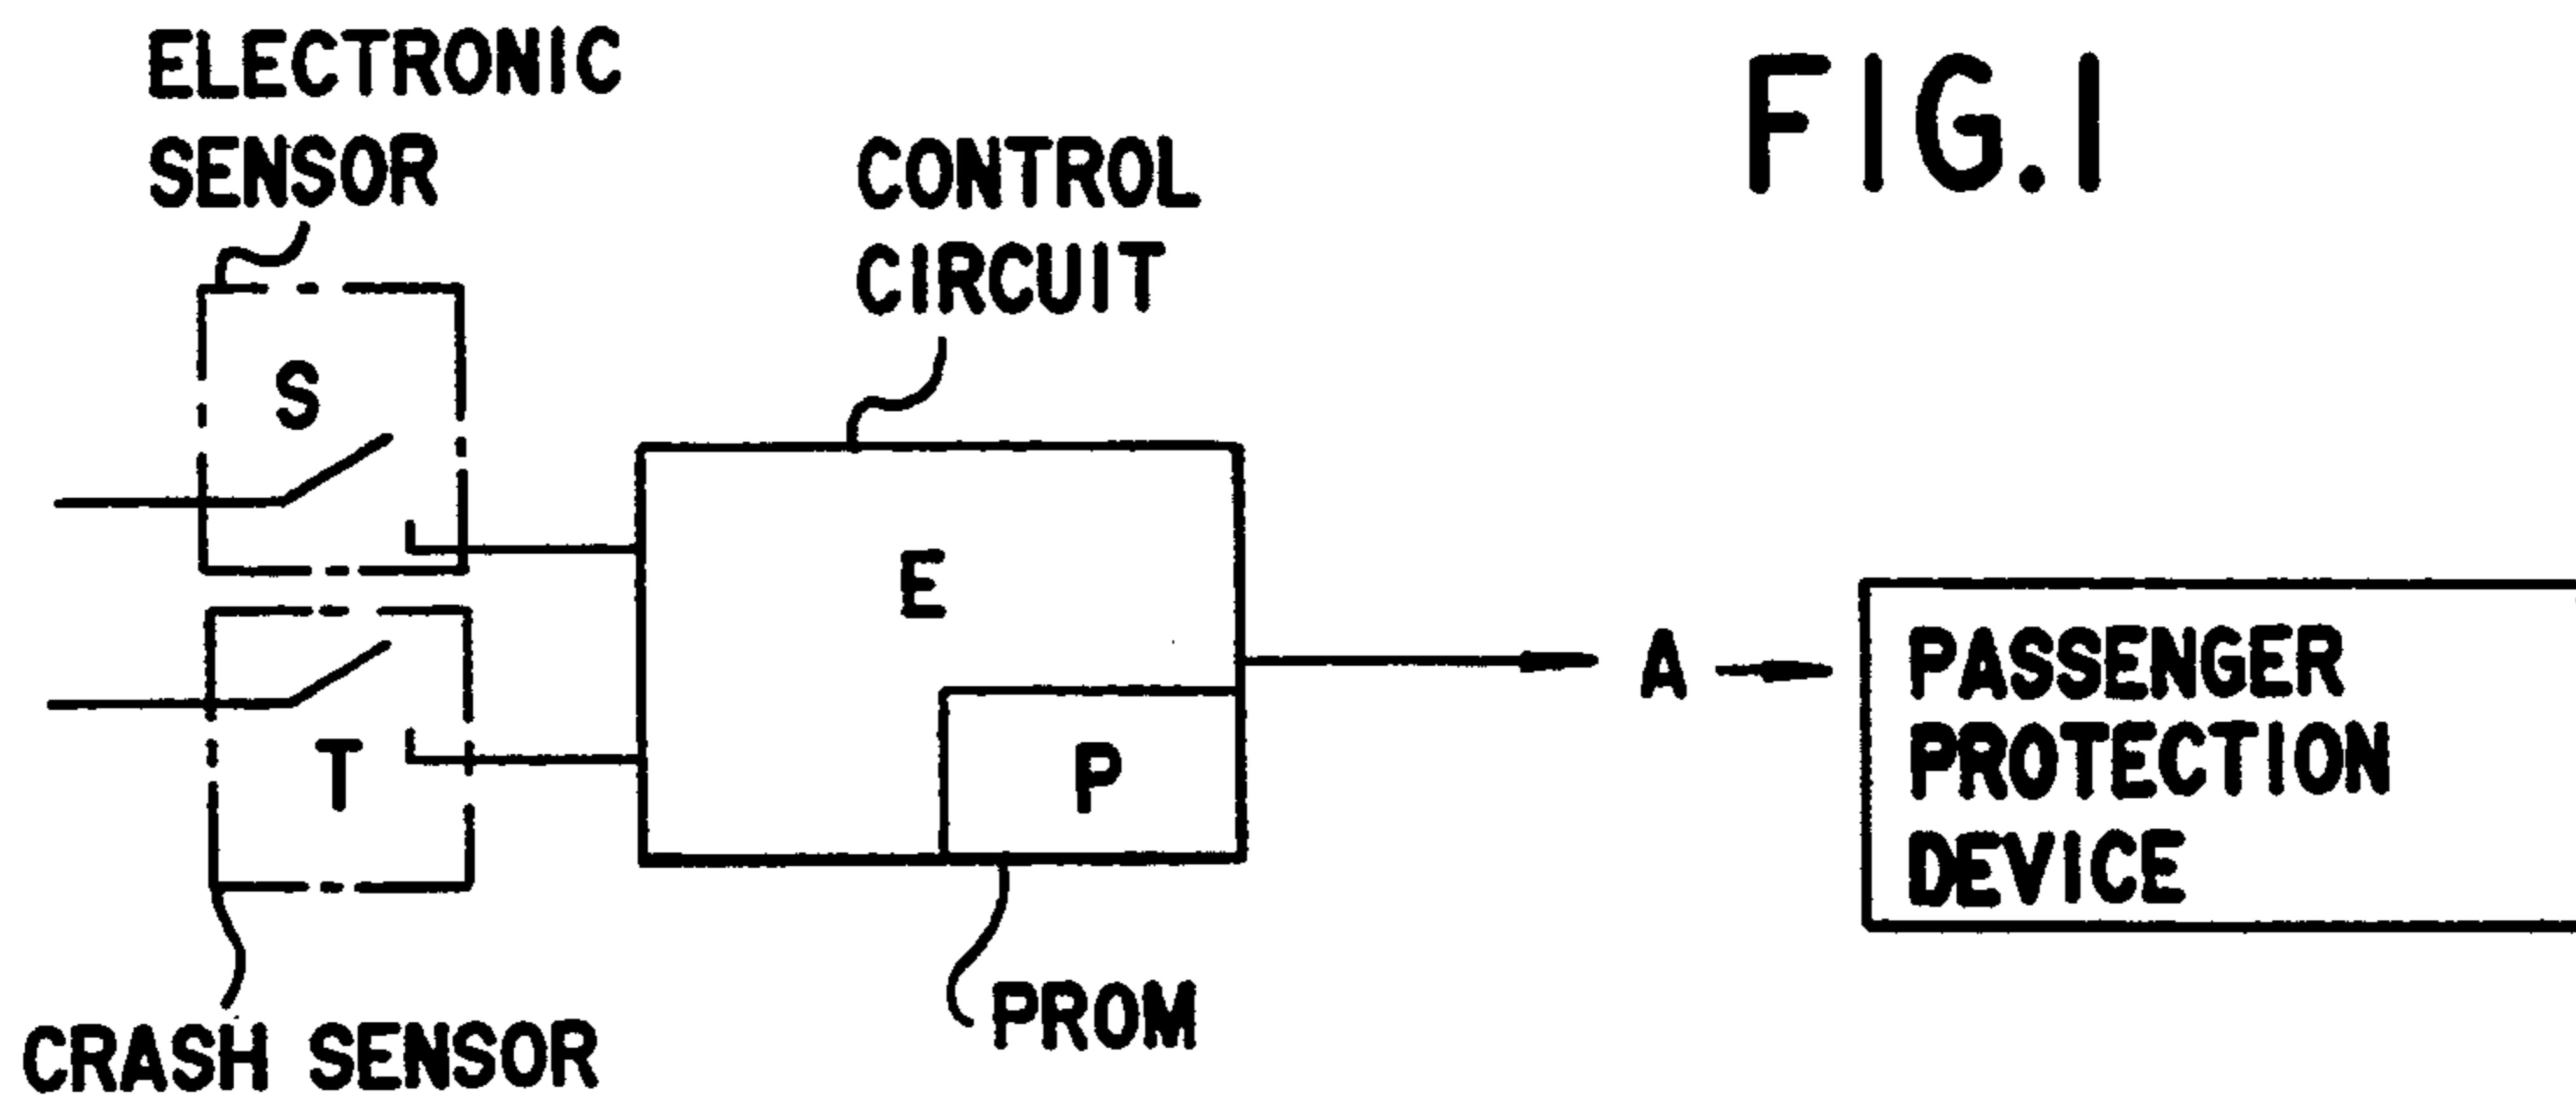 ELECTRONIC
SENSOR
CONTROL
CIRCUIT
FIG.1
S
E
T
P
A
PASSENGER
PROTECTION
DEVICE
CRASH SENSOR
PROM